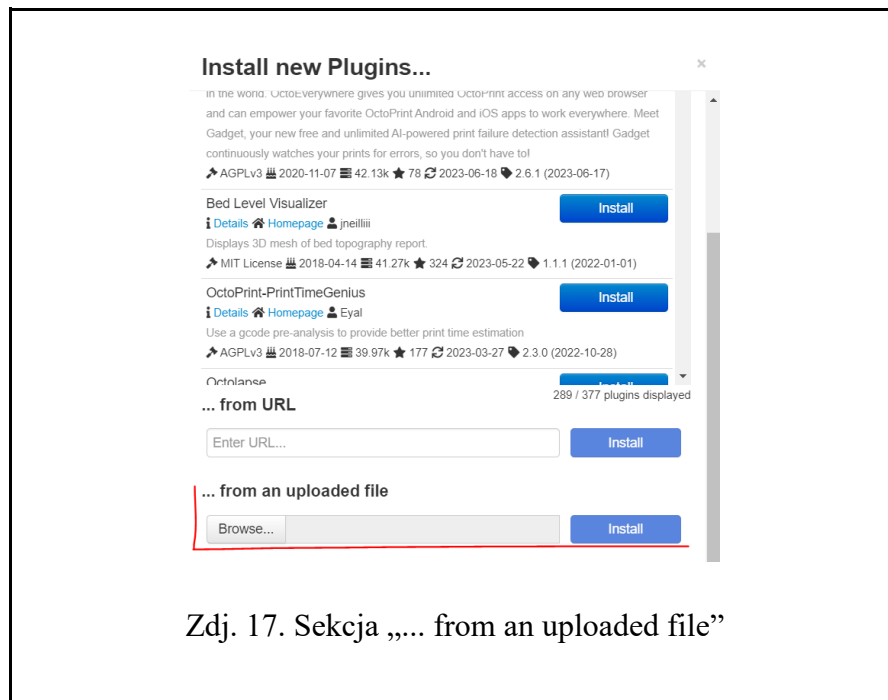 Install new Plugins...
×
in the world. OctoEverywhere gives you unlimited OctoPrint access on any web browser
and can empower your favorite OctoPrint Android and iOS apps to work everywhere. Meet
Gadget, your new free and unlimited AI-powered print failure detection assistant! Gadget
continuously watches your prints for errors, so you don't have to!
AGPLv3 2020-11-07 42.13k 78 2023-06-18 2.6.1 (2023-06-17)
Bed Level Visualizer
Install
Details Homepage jneilliii
Displays 3D mesh of bed topography report.
MIT License 2018-04-14 41.27k 324 2023-05-22 1.1.1 (2022-01-01)
OctoPrint-PrintTimeGenius
Install
Details Homepage Eyal
Use a gcode pre-analysis to provide better print time estimation
AGPLv3 2018-07-12 39.97k 177 2023-03-27 2.3.0 (2022-10-28)
Octolapse
Install
289 / 377 plugins displayed
... from URL
Enter URL...
Install
... from an uploaded file
Browse...
Install
Zdj. 17. Sekcja „... from an uploaded file”